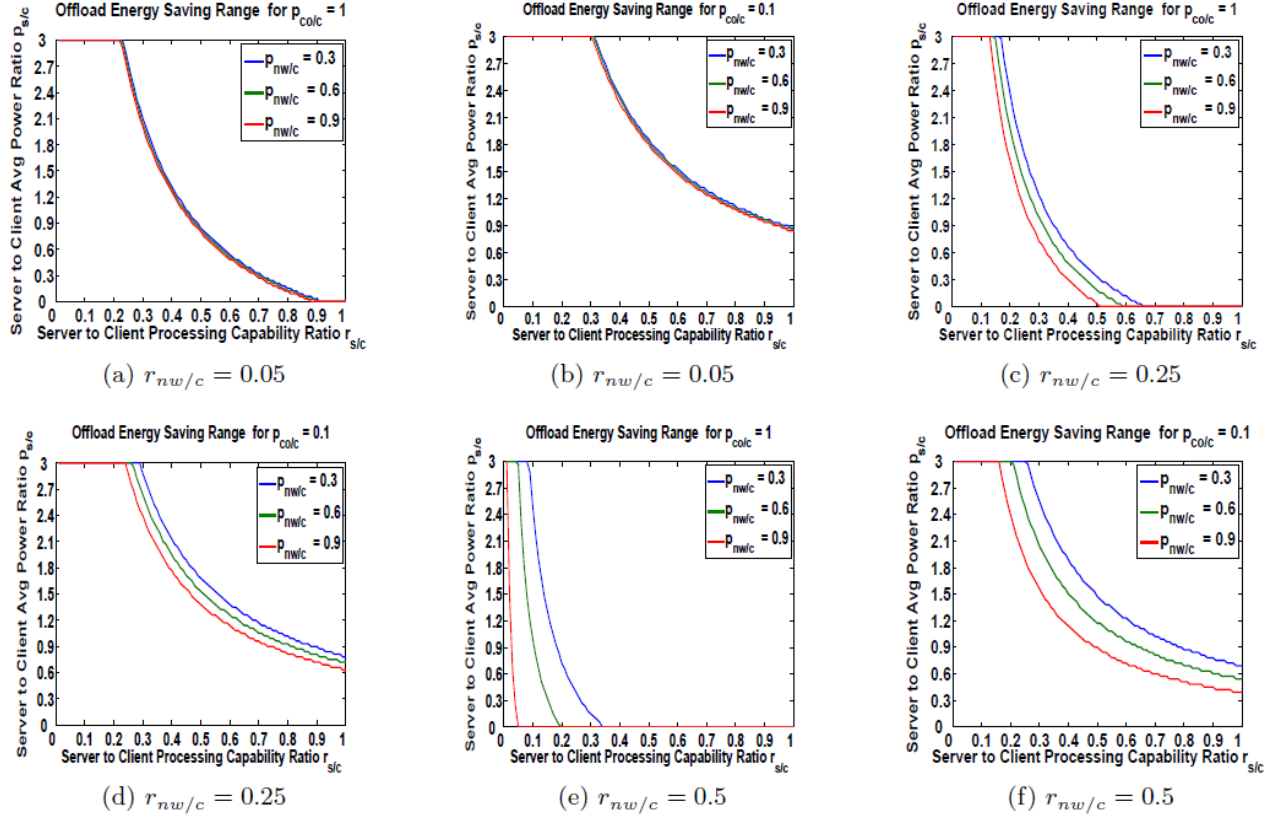 Offload Energy Saving Range for p_co/c = 1
Server to Client Avg Power Ratio p_s/c
3
2.7
2.4
2.1
1.8
1.5
1.2
0.9
0.6
0.3
0
p_nw/c = 0.3
p_nw/c = 0.6
p_nw/c = 0.9
0 0.1 0.2 0.3 0.4 0.5 0.6 0.7 0.8 0.9 1
Server to Client Processing Capability Ratio r_s/c
(a) r_nw/c = 0.05
Offload Energy Saving Range for p_co/c = 0.1
Server to Client Avg Power Ratio p_s/c
3
2.7
2.4
2.1
1.8
1.5
1.2
0.9
0.6
0.3
0
p_nw/c = 0.3
p_nw/c = 0.6
p_nw/c = 0.9
0 0.1 0.2 0.3 0.4 0.5 0.6 0.7 0.8 0.9 1
Server to Client Processing Capability Ratio r_s/c
(b) r_nw/c = 0.05
Offload Energy Saving Range for p_co/c = 1
Server to Client Avg Power Ratio p_s/c
3
2.7
2.4
2.1
1.8
1.5
1.2
0.9
0.6
0.3
0
p_nw/c = 0.3
p_nw/c = 0.6
p_nw/c = 0.9
0 0.1 0.2 0.3 0.4 0.5 0.6 0.7 0.8 0.9 1
Server to Client Processing Capability Ratio r_s/c
(c) r_nw/c = 0.25
Offload Energy Saving Range for p_co/c = 0.1
Server to Client Avg Power Ratio p_s/c
3
2.7
2.4
2.1
1.8
1.5
1.2
0.9
0.6
0.3
0
p_nw/c = 0.3
p_nw/c = 0.6
p_nw/c = 0.9
0 0.1 0.2 0.3 0.4 0.5 0.6 0.7 0.8 0.9 1
Server to Client Processing Capability Ratio r_s/c
(d) r_nw/c = 0.25
Offload Energy Saving Range for p_co/c = 1
Server to Client Avg Power Ratio p_s/c
3
2.7
2.4
2.1
1.8
1.5
1.2
0.9
0.6
0.3
0
p_nw/c = 0.3
p_nw/c = 0.6
p_nw/c = 0.9
0 0.1 0.2 0.3 0.4 0.5 0.6 0.7 0.8 0.9 1
Server to Client Processing Capability Ratio r_s/c
(e) r_nw/c = 0.5
Offload Energy Saving Range for p_co/c = 0.1
Server to Client Avg Power Ratio p_s/c
3
2.7
2.4
2.1
1.8
1.5
1.2
0.9
0.6
0.3
0
p_nw/c = 0.3
p_nw/c = 0.6
p_nw/c = 0.9
0 0.1 0.2 0.3 0.4 0.5 0.6 0.7 0.8 0.9 1
Server to Client Processing Capability Ratio r_s/c
(f) r_nw/c = 0.5